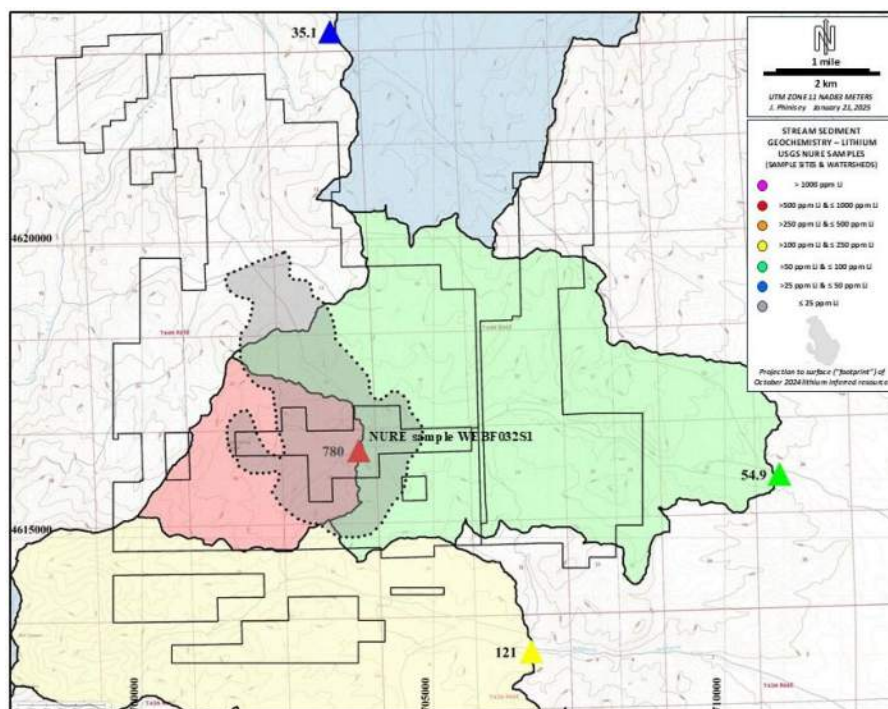 35.1
1 mile
2 km
UTM ZONE 11 NAD83 METERS
J. Phinisey January 21, 2025
STREAM SEDIMENT
GEOCHEMISTRY – LITHIUM
USGS NURE SAMPLES
(SAMPLE SITES & WATERSHEDS)
> 1000 ppm Li
>500 ppm Li & ≤ 1000 ppm Li
>250 ppm Li & ≤ 500 ppm Li
>100 ppm Li & ≤ 250 ppm Li
>50 ppm Li & ≤ 100 ppm Li
>25 ppm Li & ≤ 50 ppm Li
≤ 25 ppm Li
Projection to surface ("footprint") of
October 2024 lithium inferred resource
4620000
NURE sample WEBF032S1
780
54.9
4615000
121
705000
710000